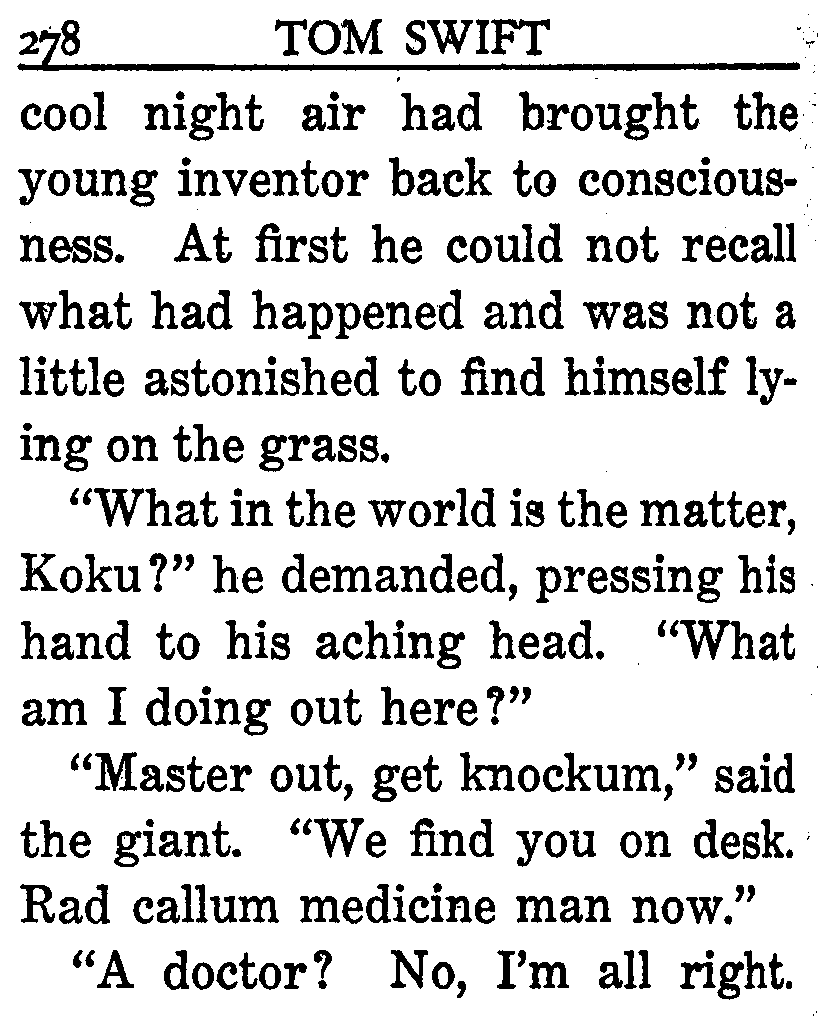 278 TOM SWIFT
cool night air had brought the
young inventor back to conscious-
ness. At first he could not recall
what had happened and was not a
little astonished to find himself ly-
ing on the grass.
“What in the world is the matter,
Koku?” he demanded, pressing his
hand to his aching head. “What
am I doing out here?”
“Master out, get knockum,” said
the giant. “We find you on desk.
Rad callum medicine man now.”
“A doctor? No, I'm all right.